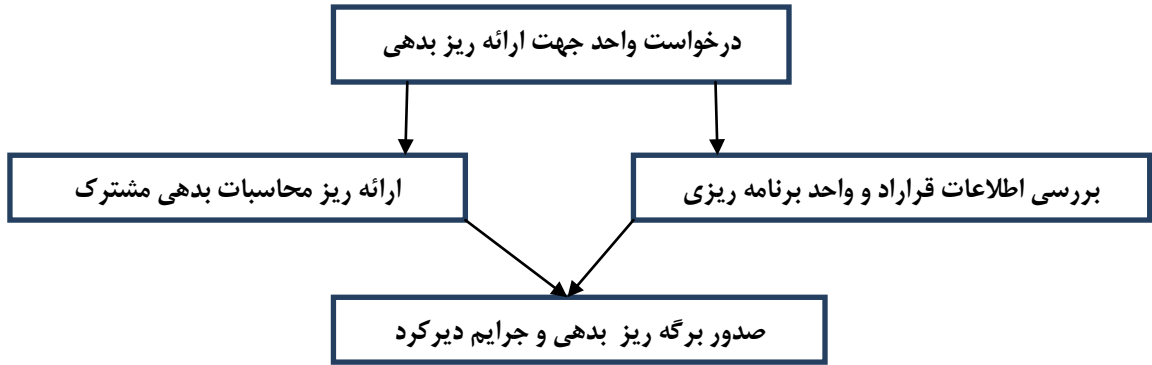 درخواست واحد جهت ارائه ریز بدهی
بررسی اطلاعات قراراد و واحد برنامه ریزی
ارائه ریز محاسبات بدهی مشترک
صدور برگه ریز بدهی و جرایم دیرکرد